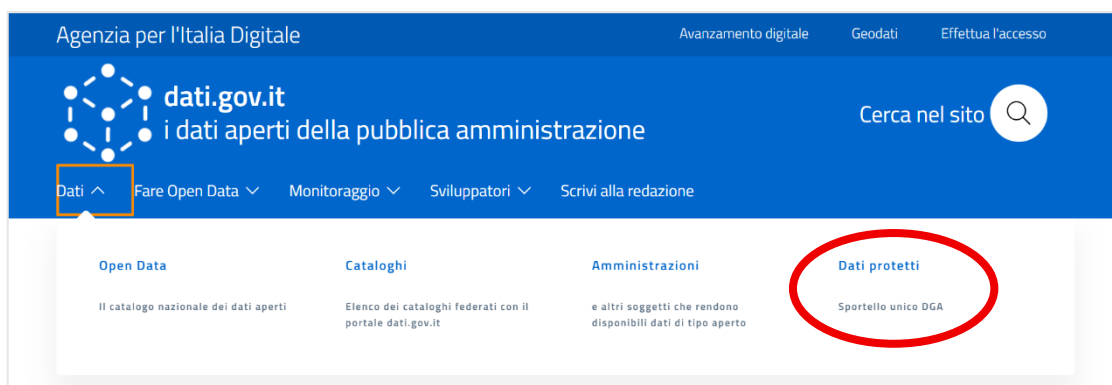 Agenzia per l'Italia Digitale
Avanzamento digitale
Geodati
Effettua l'accesso
dati.gov.it
i dati aperti della pubblica amministrazione
Cerca nel sito
Dati
Fare Open Data
Monitoraggio
Sviluppatori
Scrivi alla redazione
Open Data
Il catalogo nazionale dei dati aperti
Cataloghi
Elenco dei cataloghi federati con il
portale dati.gov.it
Amministrazioni
e altri soggetti che rendono
disponibili dati di tipo aperto
Dati protetti
Sportello unico DGA